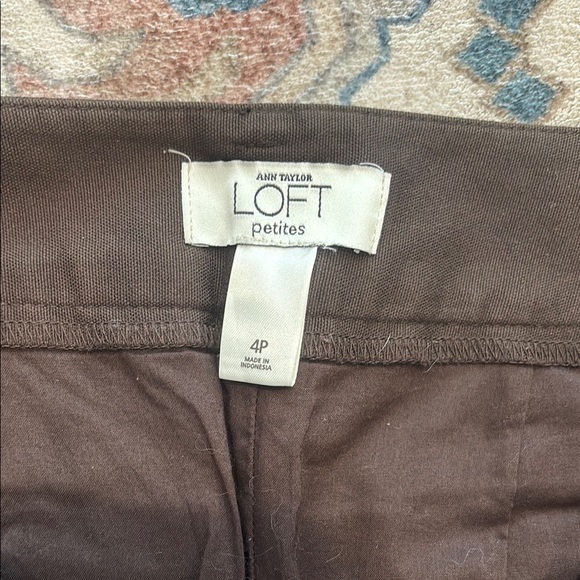 ANN TAYLOR
LOFT
petites
4P
MADE IN
INDONESIA